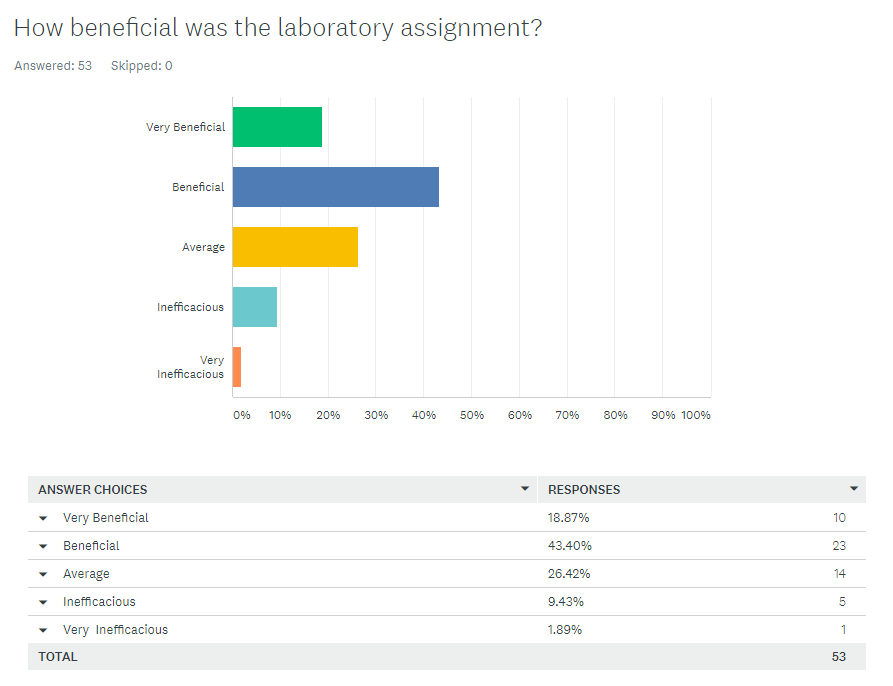 How beneficial was the laboratory assignment?
Answered: 53 Skipped: 0
Very Beneficial
Beneficial
Average
Inefficacious
Very
Inefficacious
0% 10% 20% 30% 40% 50% 60% 70% 80% 90% 100%
ANSWER CHOICES RESPONSES
Very Beneficial 18.87% 10
Beneficial 43.40% 23
Average 26.42% 14
Inefficacious 9.43% 5
Very Inefficacious 1.89% 1
TOTAL 53